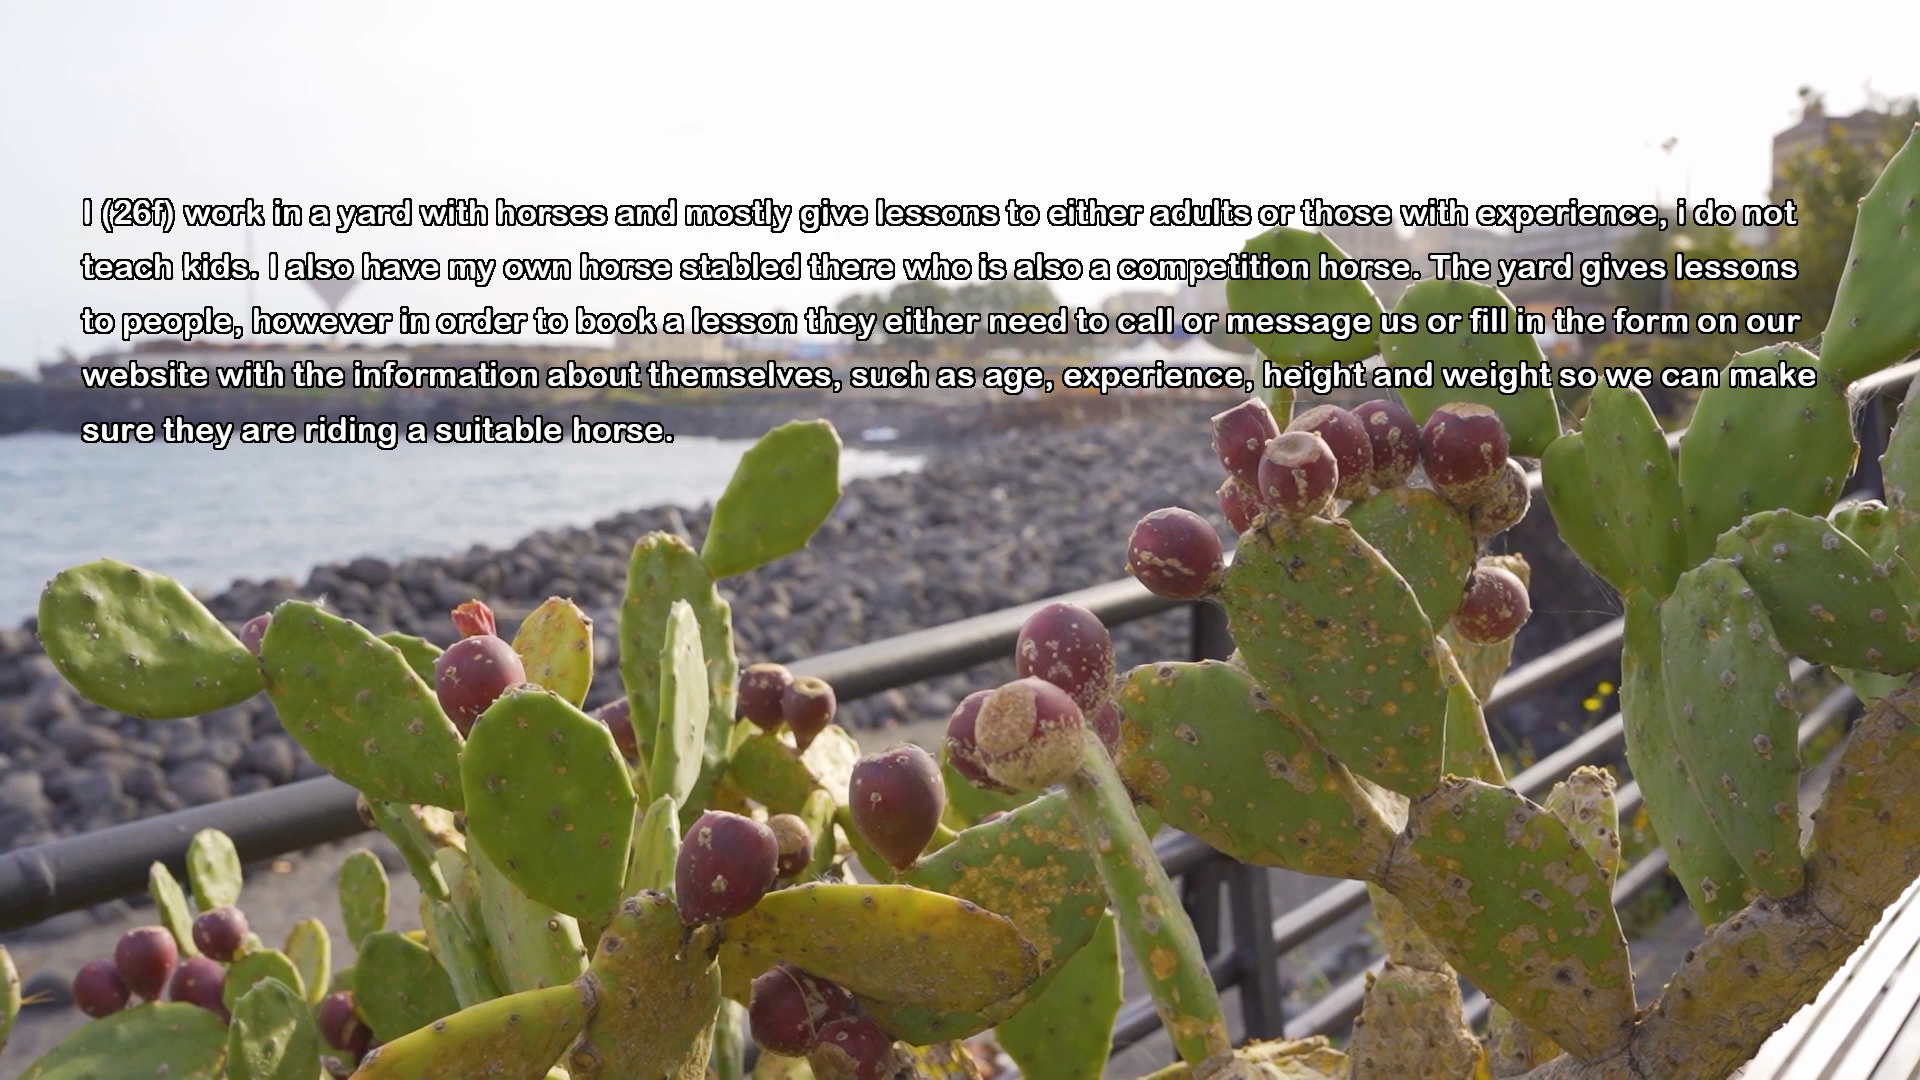 I (26f) work in a yard with horses and mostly give lessons to either adults or those with experience, i do not
teach kids. I also have my own horse stabled there who is also a competition horse. The yard gives lessons
to people, however in order to book a lesson they either need to call or message us or fill in the form on our
website with the information about themselves, such as age, experience, height and weight so we can make
sure they are riding a suitable horse.